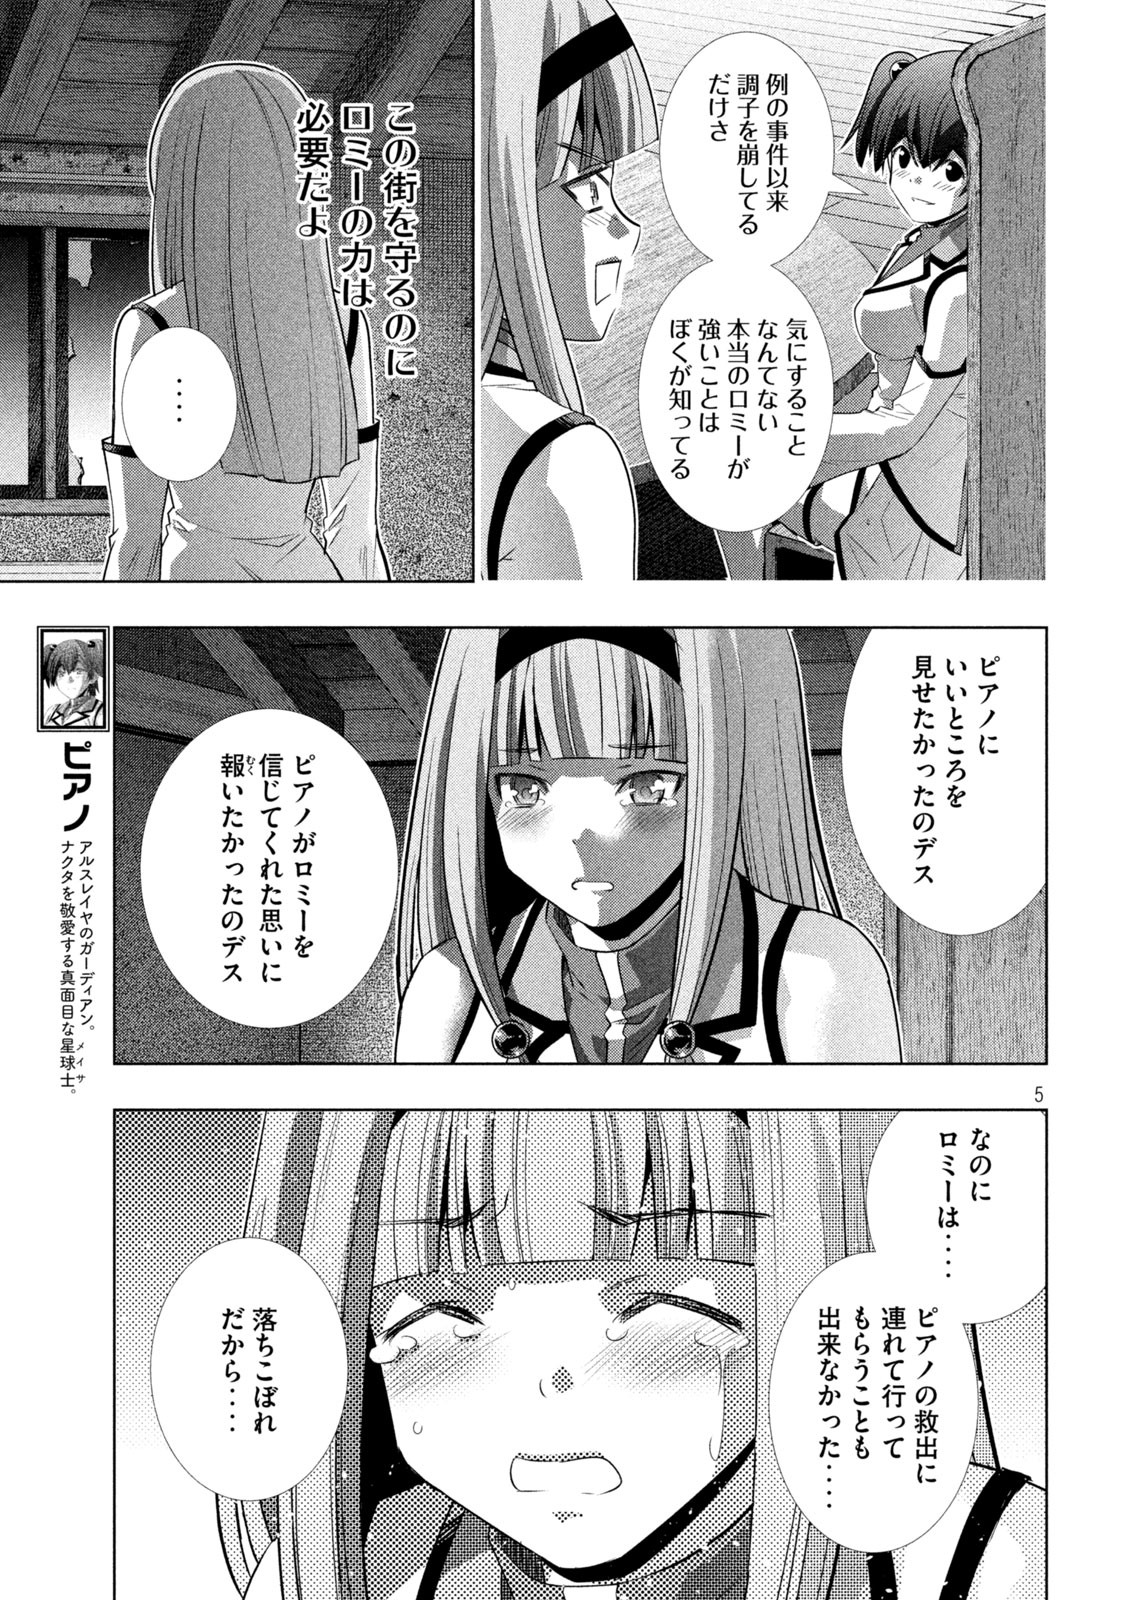 例の事件以来
調子を崩してる
だけさ
気にすること
なんてない
本当のロミーが
強いことは
ぼくが知ってる
この街を守るのに
ロミーの力は
必要だよ
‥‥
ピアノに
いいところを
見せたかったのデス
ピアノがロミーを
信じてくれた思いに
報いたかったのデス
むく
ピアノ
アルスレイヤのガーディアン。
ナクタを敬愛する真面目な星球士。
メイサ
5
なのに
ロミーは‥‥
ピアノの救出に
連れて行って
もらうことも
出来なかった‥‥
落ちこぼれ
だから‥‥